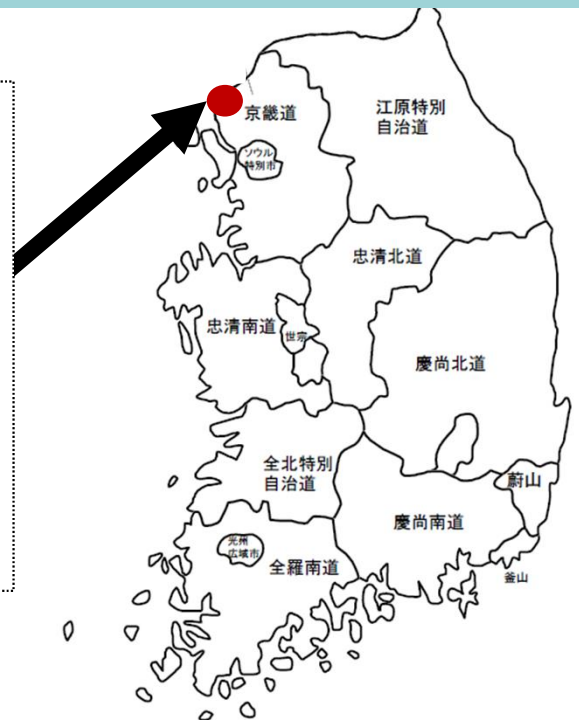 京畿道
江原特別
自治道
ソウル
特別市
忠清北道
忠清南道
世宗
慶尚北道
全北特別
自治道
蔚山
慶尚南道
光州
広域市
全羅南道
釜山